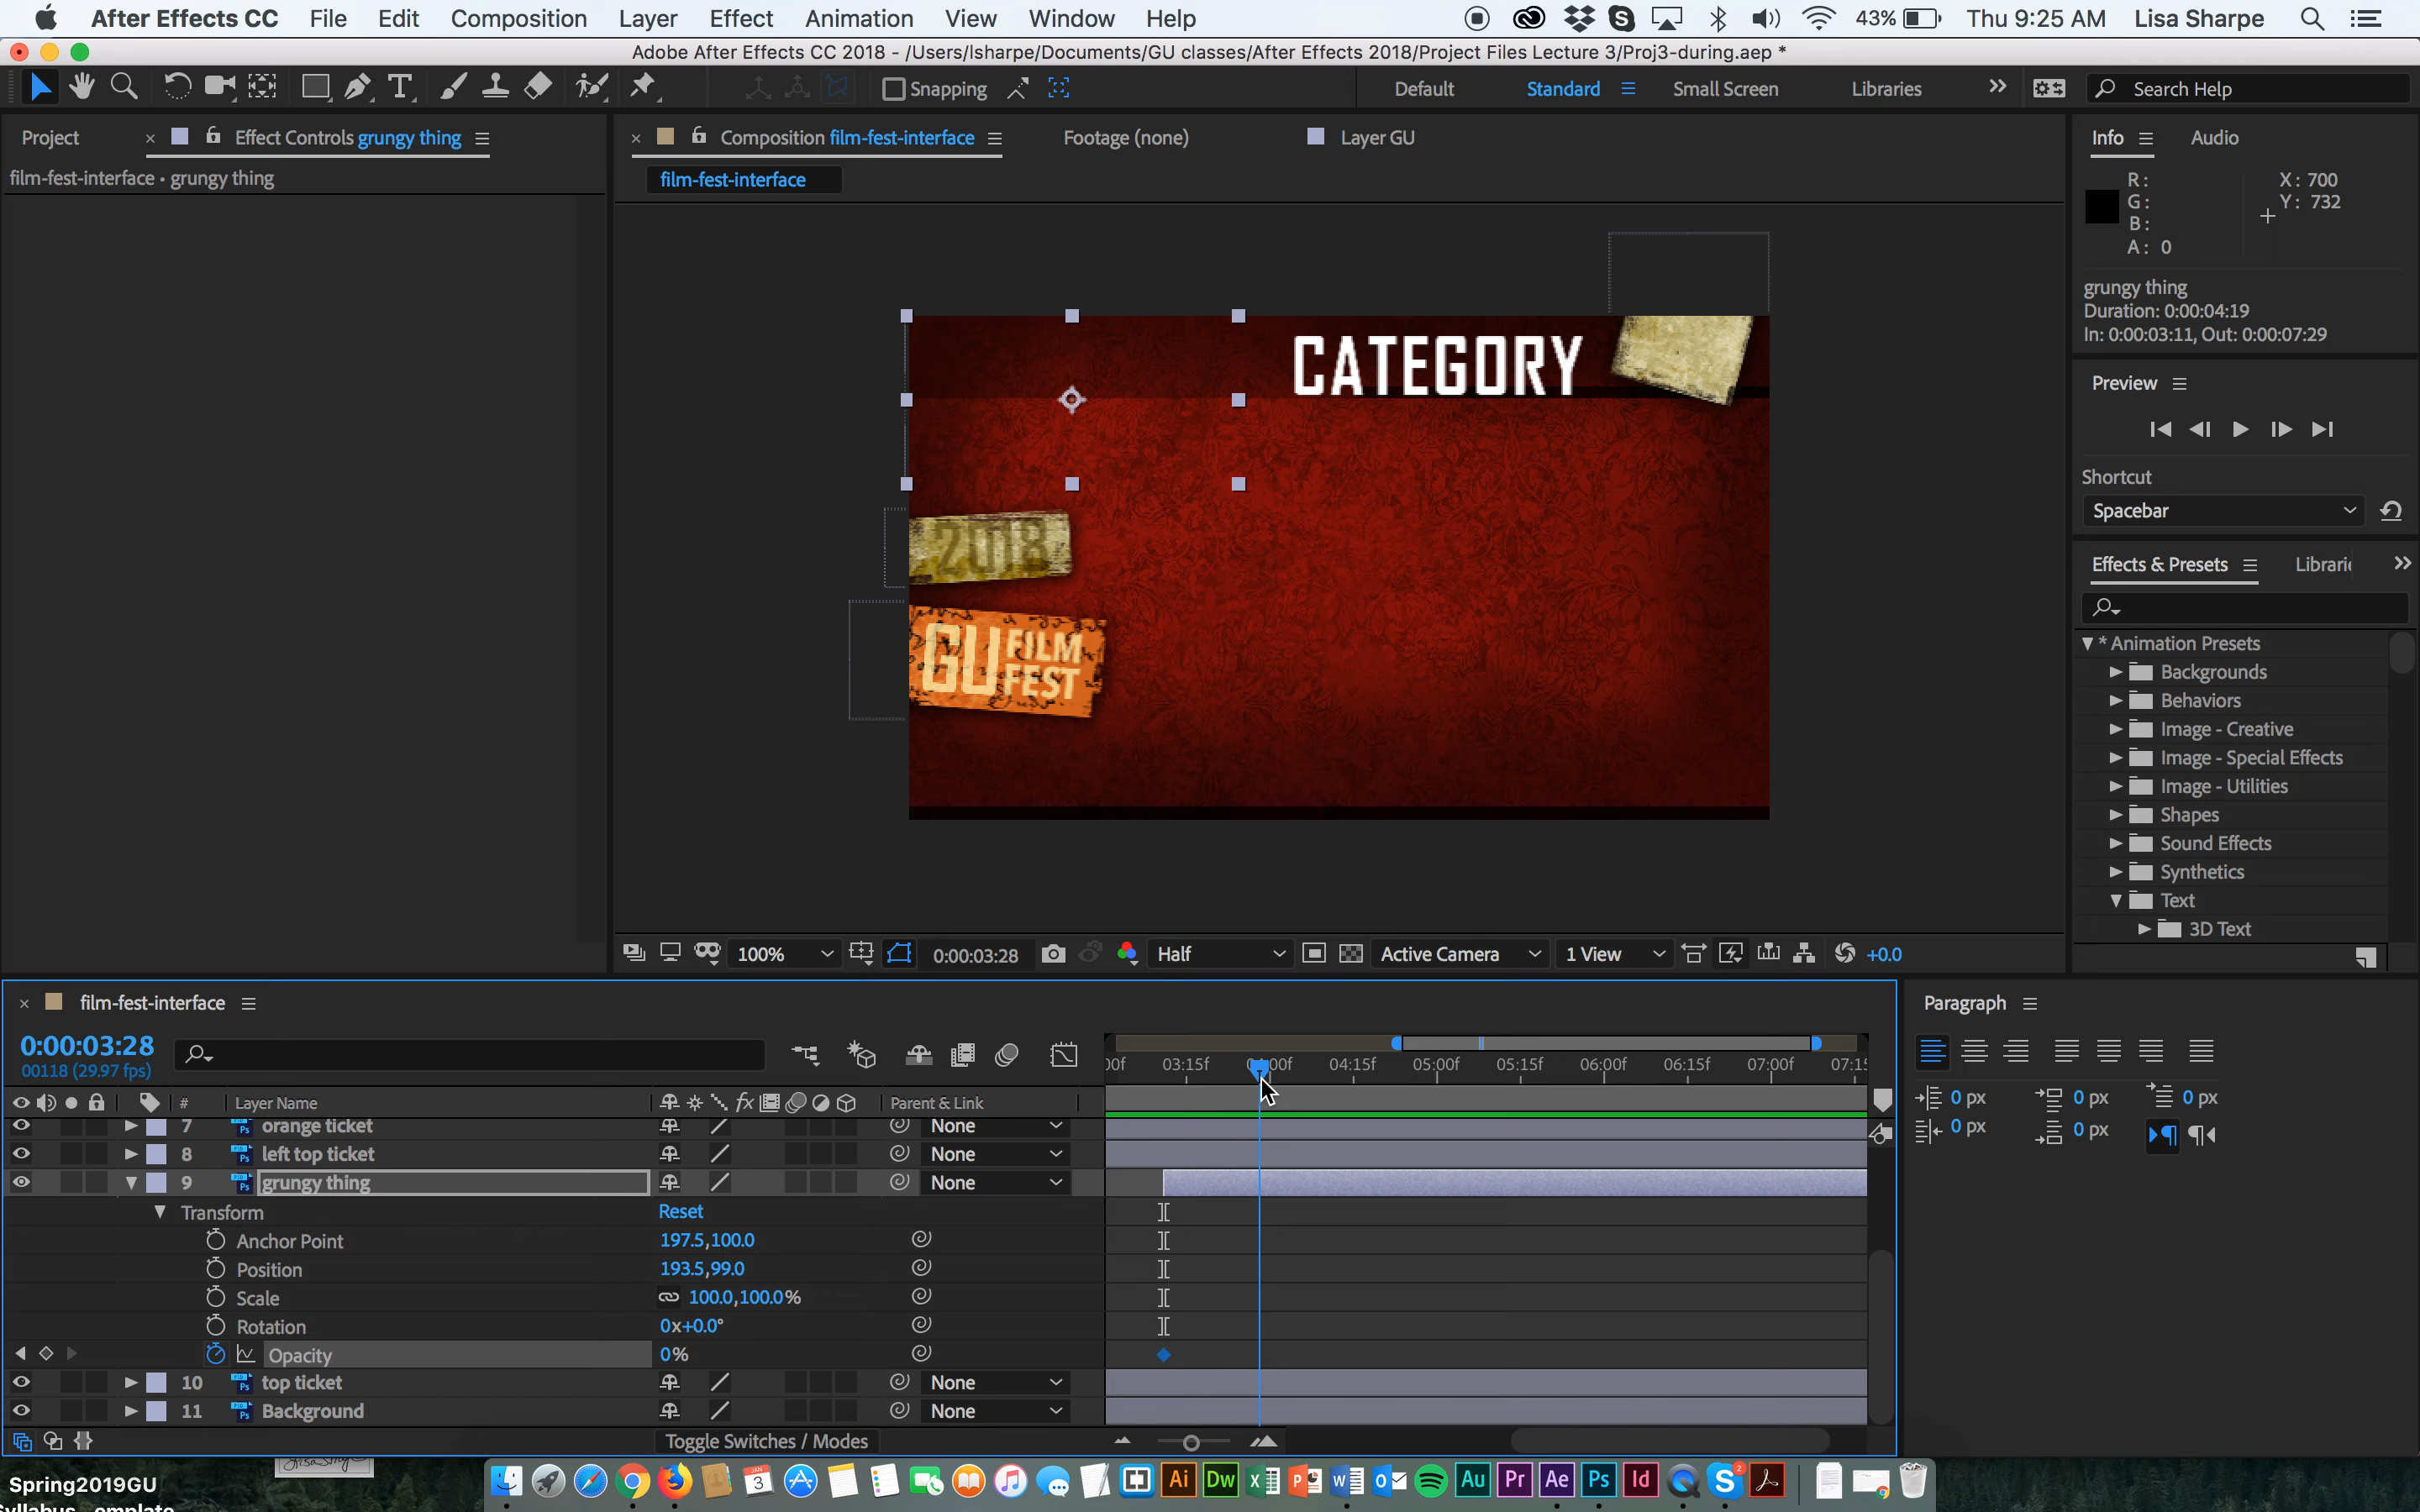 After Effects CC File Edit Composition Layer Effect Animation View Window Help 43% Thu 9:25 AM Lisa Sharpe
Adobe After Effects CC 2018 - /Users/lsharpe/Documents/GU classes/After Effects 2018/Project Files Lecture 3/Proj3-during.aep *
Snapping Default Standard Small Screen Libraries Search Help
Project Effect Controls grungy thing Composition film-fest-interface Footage (none) Layer GU Info Audio
film-fest-interface • grungy thing film-fest-interface
R: X: 700
G: Y: 732
B:
A: 0
grungy thing
Duration: 0:00:04:19
In: 0:00:03:11, Out: 0:00:07:29
CATEGORY
2018
GU FILM FEST
Preview
Shortcut
Spacebar
Effects & Presets Librari
* Animation Presets
Backgrounds
Behaviors
Image - Creative
Image - Special Effects
Image - Utilities
Shapes
Sound Effects
Synthetics
Text
3D Text
100% 0:00:03:28 Half Active Camera 1 View +0.0
film-fest-interface
0:00:03:28
00118 (29.97 fps)
03:15f 04:15f 05:00f 05:15f 06:00f 06:15f 07:00f
# Layer Name Parent & Link
7 orange ticket None
8 left top ticket None
9 grungy thing None
Transform Reset
Anchor Point 197.5,100.0
Position 193.5,99.0
Scale 100.0,100.0%
Rotation 0x+0.0°
Opacity 0%
10 top ticket None
11 Background None
Toggle Switches / Modes
Paragraph
0 px 0 px 0 px
0 px 0 px
Spring2019GU
Ai Dw Au Pr Ae Ps Id